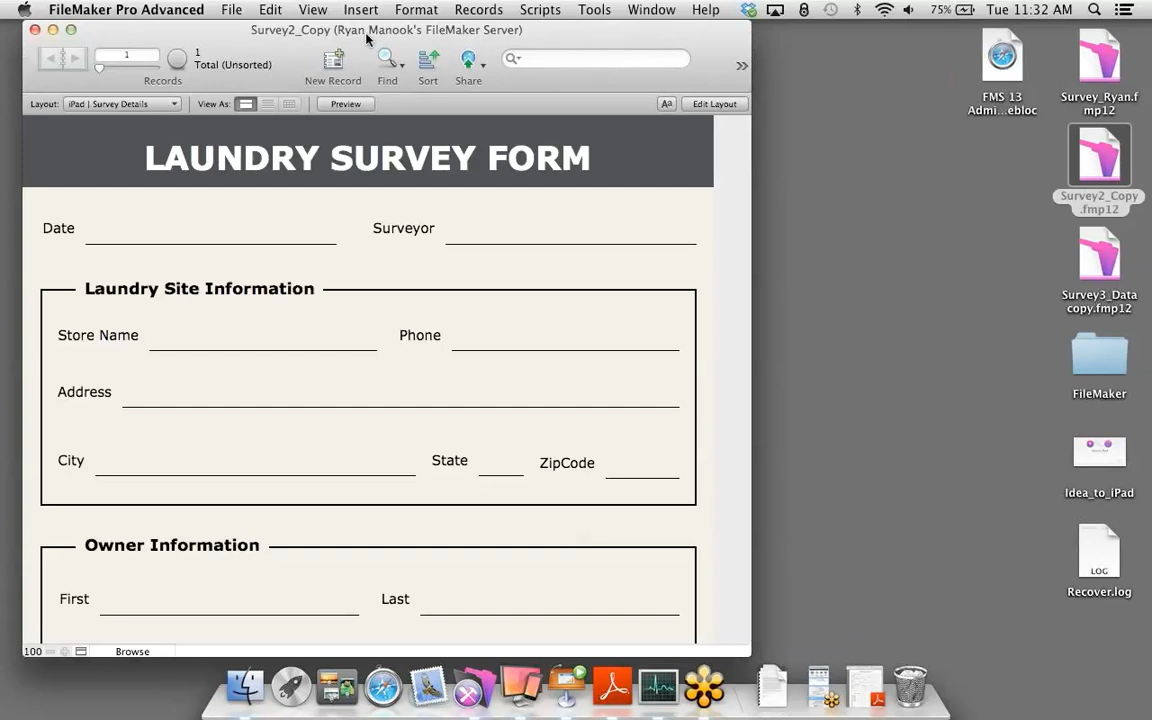 FileMaker Pro Advanced File Edit View Insert Format Records Scripts Tools Window Help 75% Tue 11:32 AM
Survey2_Copy (Ryan Manook's FileMaker Server)
1
1
Total (Unsorted)
Records
New Record
Find
Sort
Share
Layout: iPad | Survey Details View As: Preview Aa Edit Layout
LAUNDRY SURVEY FORM
Date
Surveyor
Laundry Site Information
Store Name
Phone
Address
City
State
ZipCode
Owner Information
First
Last
100
Browse
FMS 13
Admi...ebloc
Survey_Ryan.f
mp12
Survey2_Copy
.fmp12
Survey3_Data
copy.fmp12
FileMaker
Idea_to_iPad
LOG
Recover.log